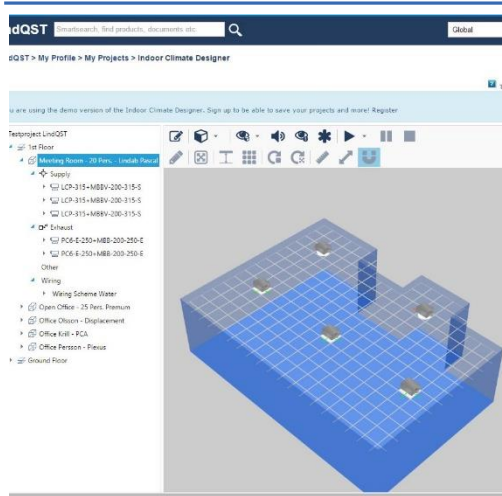 ndQST
Smartsearch, find products, documents etc.
Global
dQST > My Profile > My Projects > Indoor Climate Designer
u are using the demo version of the Indoor Climate Designer. Sign up to be able to save your projects and more! Register
Testproject LindQST
1st Floor
Meeting Room - 20 Pers. - Lindab Pascal
Supply
LCP-315+MBBV-200-315-S
LCP-315+MBBV-200-315-S
LCP-315+MBBV-200-315-S
Exhaust
PC6-E-250+MBB-200-250-E
PC6-E-250+MBB-200-250-E
Other
Wiring
Wieing Scheme Water
Open Office - 25 Pers. Premum
Office Olsson - Displacement
Office Krill - PCA
Office Persson - Plexus
Ground Floor